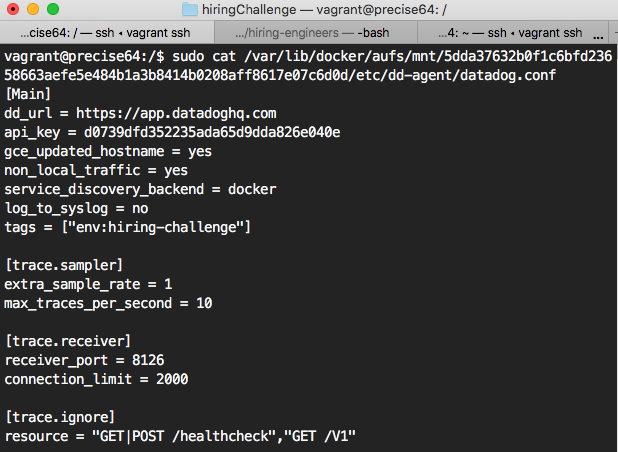 hiringChallenge — vagrant@precise64: /
...cise64: / — ssh ◂ vagrant ssh
.../hiring-engineers — -bash
...4: ~ — ssh ◂ vagrant ssh ...
vagrant@precise64:/$ sudo cat /var/lib/docker/aufs/mnt/5dda37632b0f1c6bfd236
58663aefe5e484b1a3b8414b0208aff8617e07c6d0d/etc/dd-agent/datadog.conf
[Main]
dd_url = https://app.datadoghq.com
api_key = d0739dfd352235ada65d9dda826e040e
gce_updated_hostname = yes
non_local_traffic = yes
service_discovery_backend = docker
log_to_syslog = no
tags = ["env:hiring-challenge"]
[trace.sampler]
extra_sample_rate = 1
max_traces_per_second = 10
[trace.receiver]
receiver_port = 8126
connection_limit = 2000
[trace.ignore]
resource = "GET|POST /healthcheck","GET /V1"